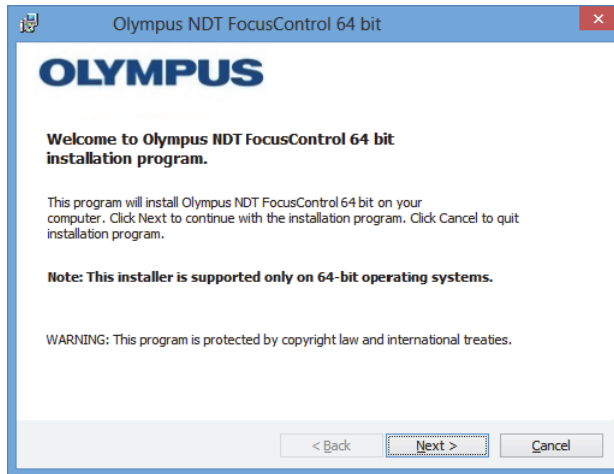 Olympus NDT FocusControl 64 bit
OLYMPUS
Welcome to Olympus NDT FocusControl 64 bit
installation program.
This program will install Olympus NDT FocusControl 64 bit on your
computer. Click Next to continue with the installation program. Click Cancel to quit
installation program.
Note: This installer is supported only on 64-bit operating systems.
WARNING: This program is protected by copyright law and international treaties.
< Back Next > Cancel